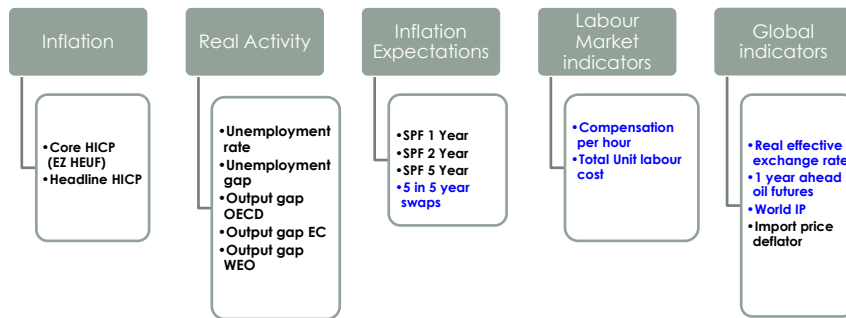 Inflation
•Core HICP
(EZ HEUF)
•Headline HICP
Real Activity
•Unemployment
rate
•Unemployment
gap
•Output gap
OECD
•Output gap EC
•Output gap
WEO
Inflation
Expectations
•SPF 1 Year
•SPF 2 Year
•SPF 5 Year
•5 in 5 year
swaps
Labour
Market
indicators
•Compensation
per hour
•Total Unit labour
cost
Global
indicators
•Real effective
exchange rate
•1 year ahead
oil futures
•World IP
•Import price
deflator